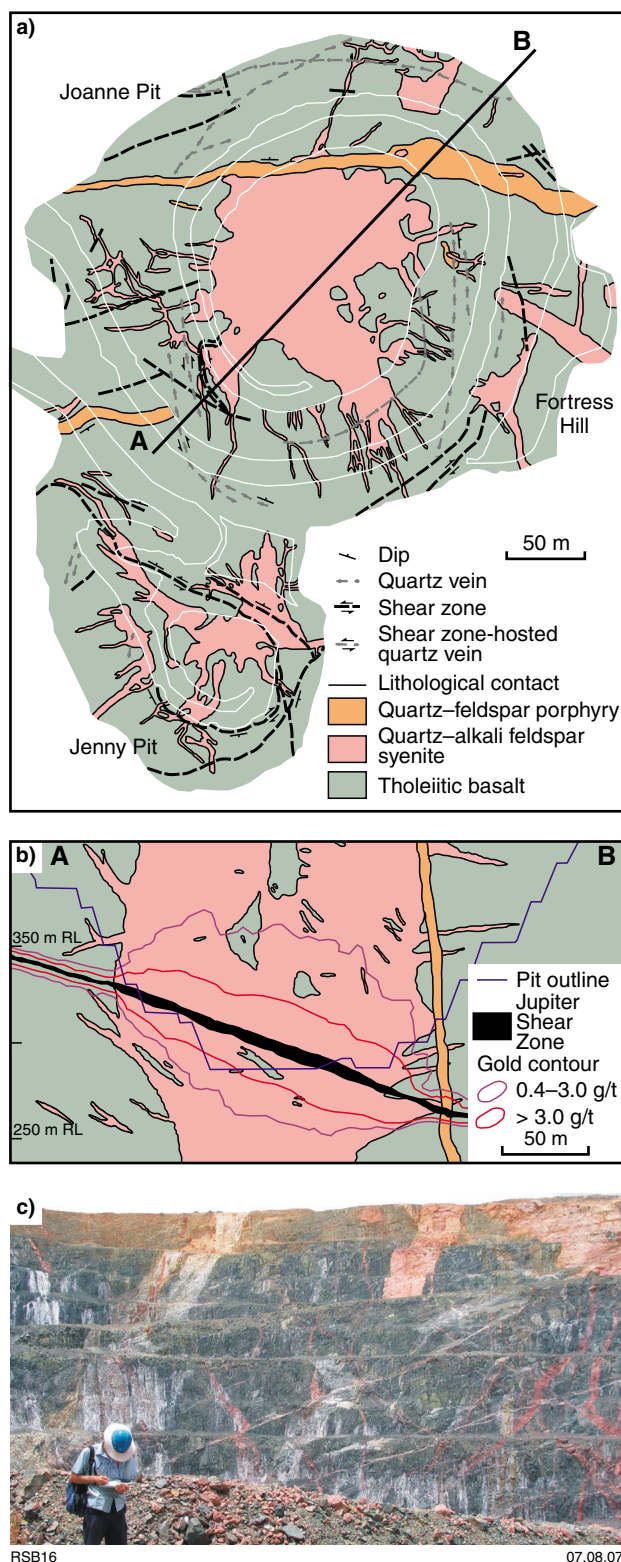 a)
B
Joanne Pit
Fortress
Hill
A
50 m
Dip
Quartz vein
Shear zone
Shear zone-hosted
quartz vein
Lithological contact
Quartz–feldspar porphyry
Quartz–alkali feldspar
syenite
Tholeiitic basalt
Jenny Pit
b) A
B
350 m RL
250 m RL
Pit outline
Jupiter
Shear
Zone
Gold contour
0.4–3.0 g/t
> 3.0 g/t
50 m
c)
RSB16
07.08.07